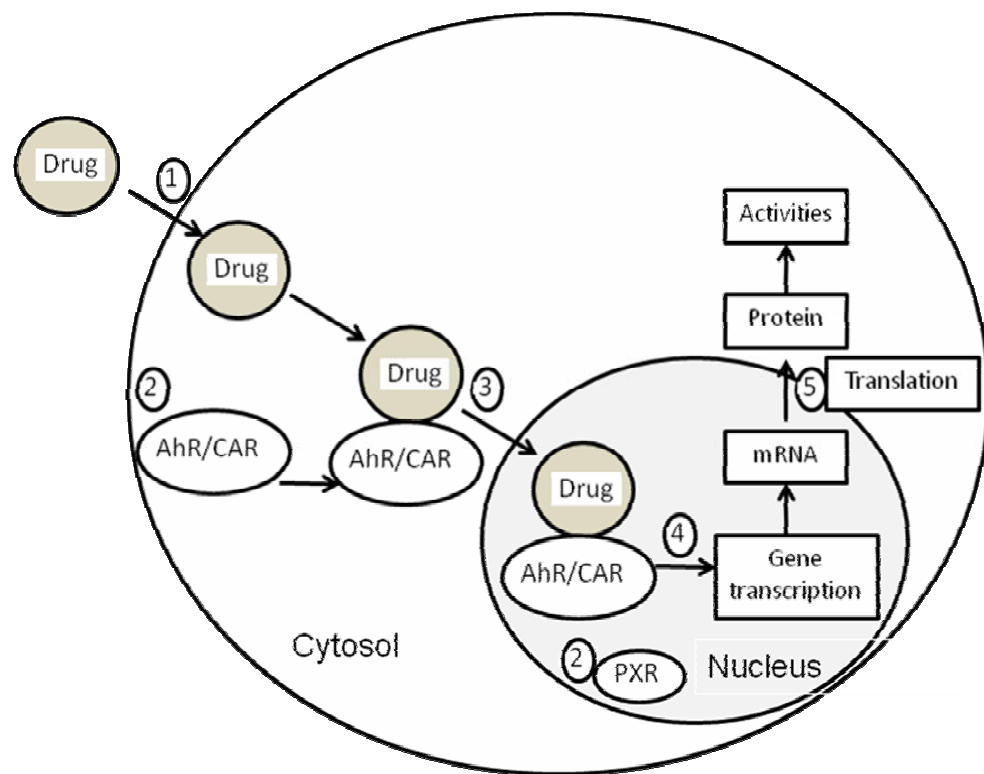 Drug
1
Drug
2
AhR/CAR
Drug
AhR/CAR
3
Drug
AhR/CAR
4
Gene
transcription
mRNA
5
Translation
Protein
Activities
2
PXR
Nucleus
Cytosol